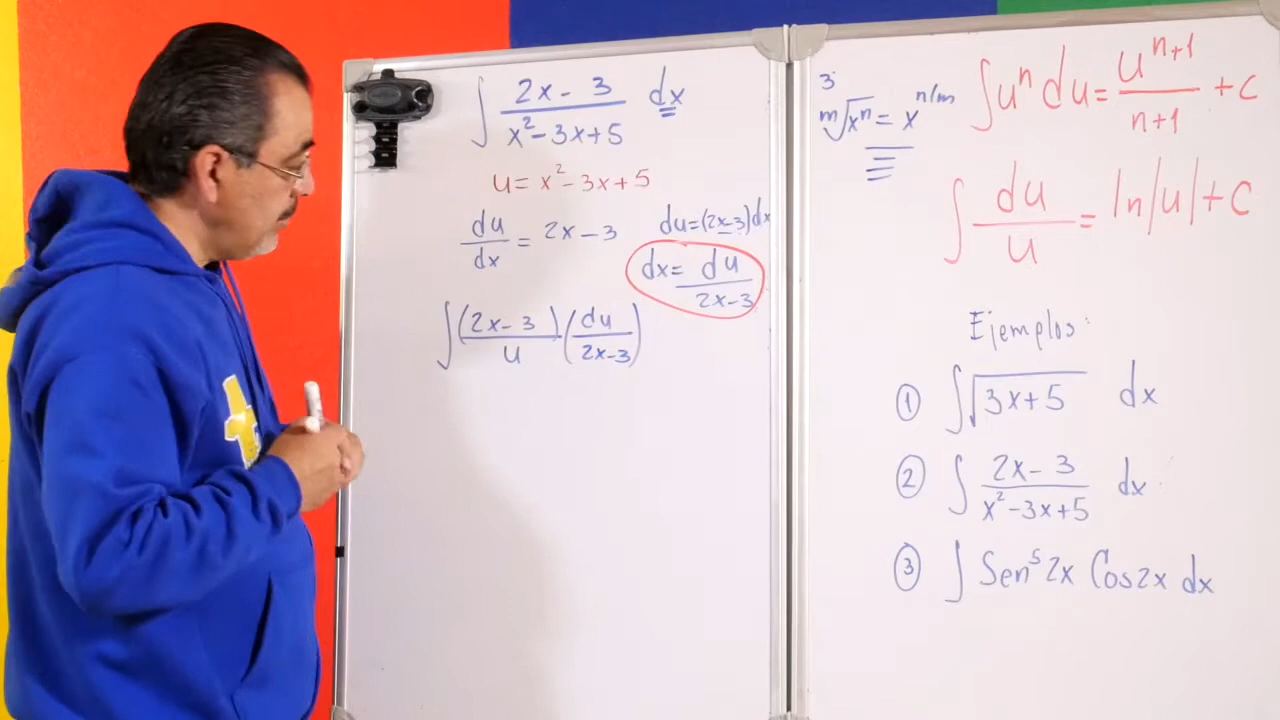 ∫ (2x - 3)/(x² - 3x + 5) dx
u = x² - 3x + 5
du/dx = 2x - 3
du = (2x - 3) dx
dx = du/(2x - 3)
∫ ((2x - 3)/u) (du/(2x - 3))
3
ᵐ√xⁿ = x^(n/m)
∫ uⁿ du = u^(n+1)/(n+1) + c
∫ du/u = ln|u| + c
Ejemplos:
① ∫ √(3x + 5) dx
② ∫ (2x - 3)/(x² - 3x + 5) dx
③ ∫ Sen⁵ 2x Cos 2x dx